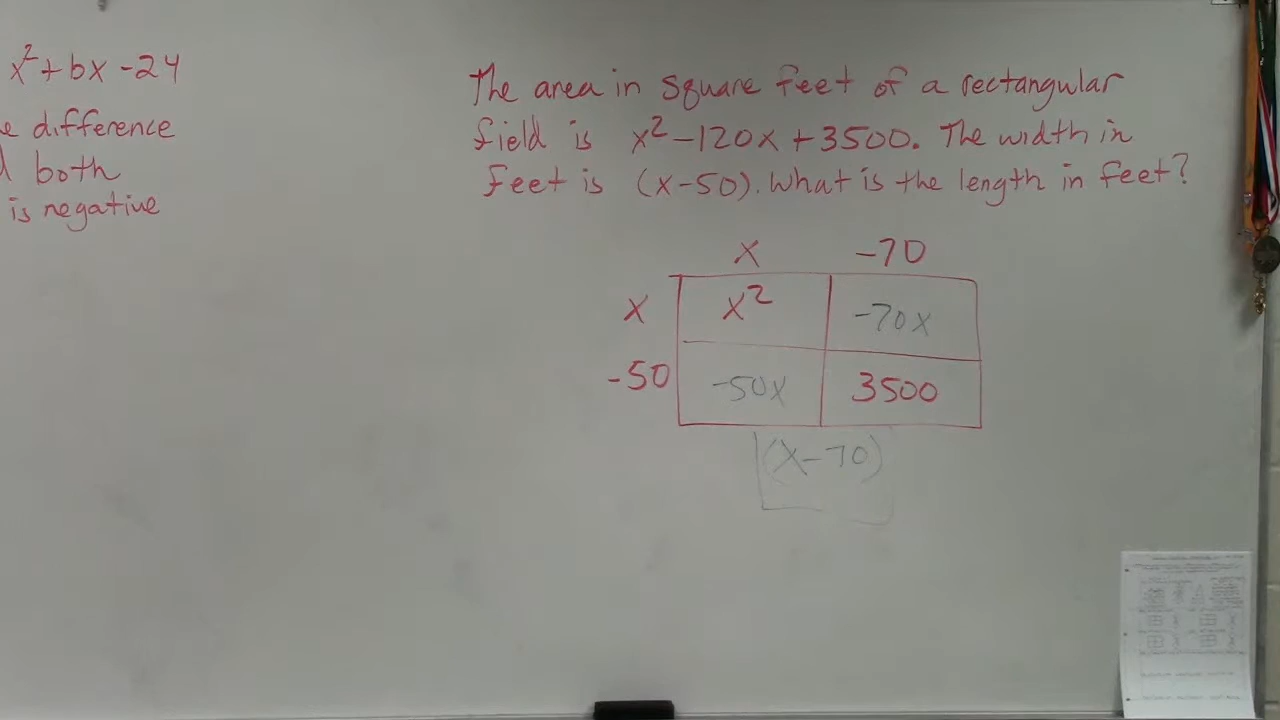 x²+bx-24
difference
both
is negative
The area in square feet of a rectangular
field is x²-120x+3500. The width in
feet is (x-50). What is the length in feet?
x -70
x x² -70x
-50 -50x 3500
(x-70)